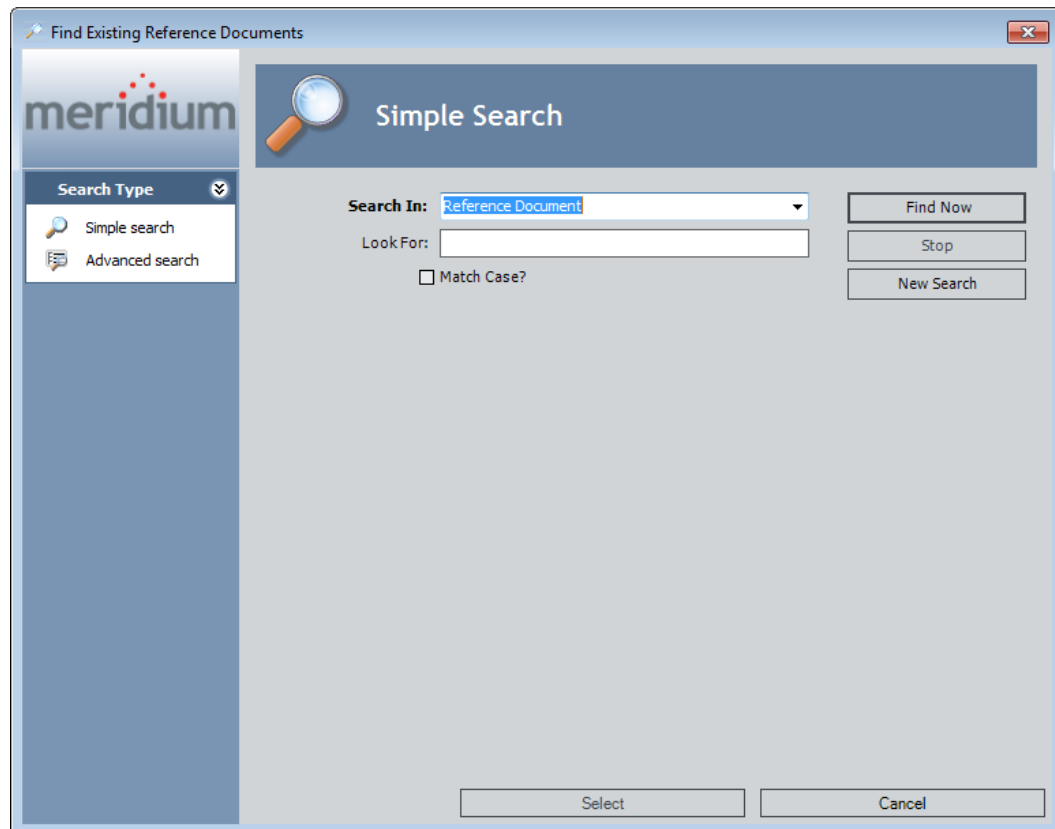 Find Existing Reference Documents
meridium
Simple Search
Search Type
Simple search
Advanced search
Search In: Reference Document
Look For:
Match Case?
Find Now
Stop
New Search
Select
Cancel